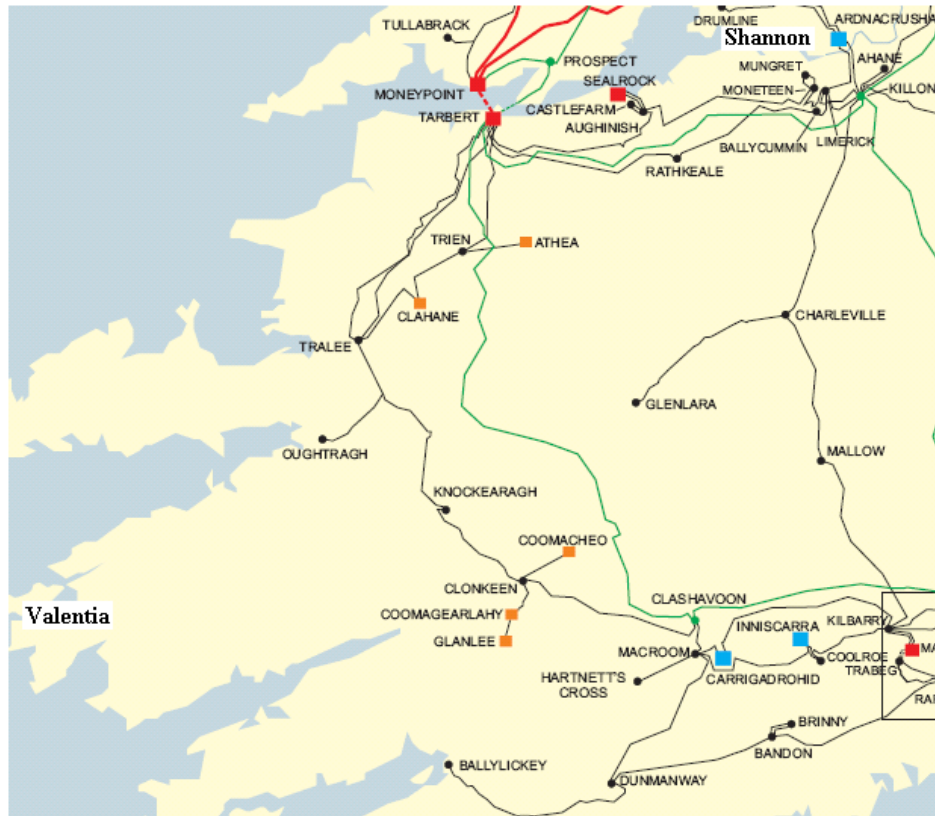 DRUMLINE
ARDNACRUSHA
TULLABRACK
Shannon
PROSPECT
MUNGRET
AHANE
SEALROCK
MONEYPOINT
MONETEEN
KILLON
CASTLEFARM
TARBERT
AUGHINISH
LIMERICK
BALLYCUMMIN
RATHKEALE
TRIEN
ATHEA
CLAHANE
CHARLEVILLE
TRALEE
GLENLARA
OUGHTRAGH
MALLOW
KNOCKEARAGH
COOMACHEO
CLONKEEN
CLASHAVOON
Valentia
COOMAGEARLAHY
INNISCARRA
KILBARRY
GLANLEE
MACROOM
COOLROE
MA
TRABEG
HARTNETT'S
CROSS
CARRIGADROHID
RAF
BRINNY
BANDON
BALLYLICKEY
DUNMANWAY